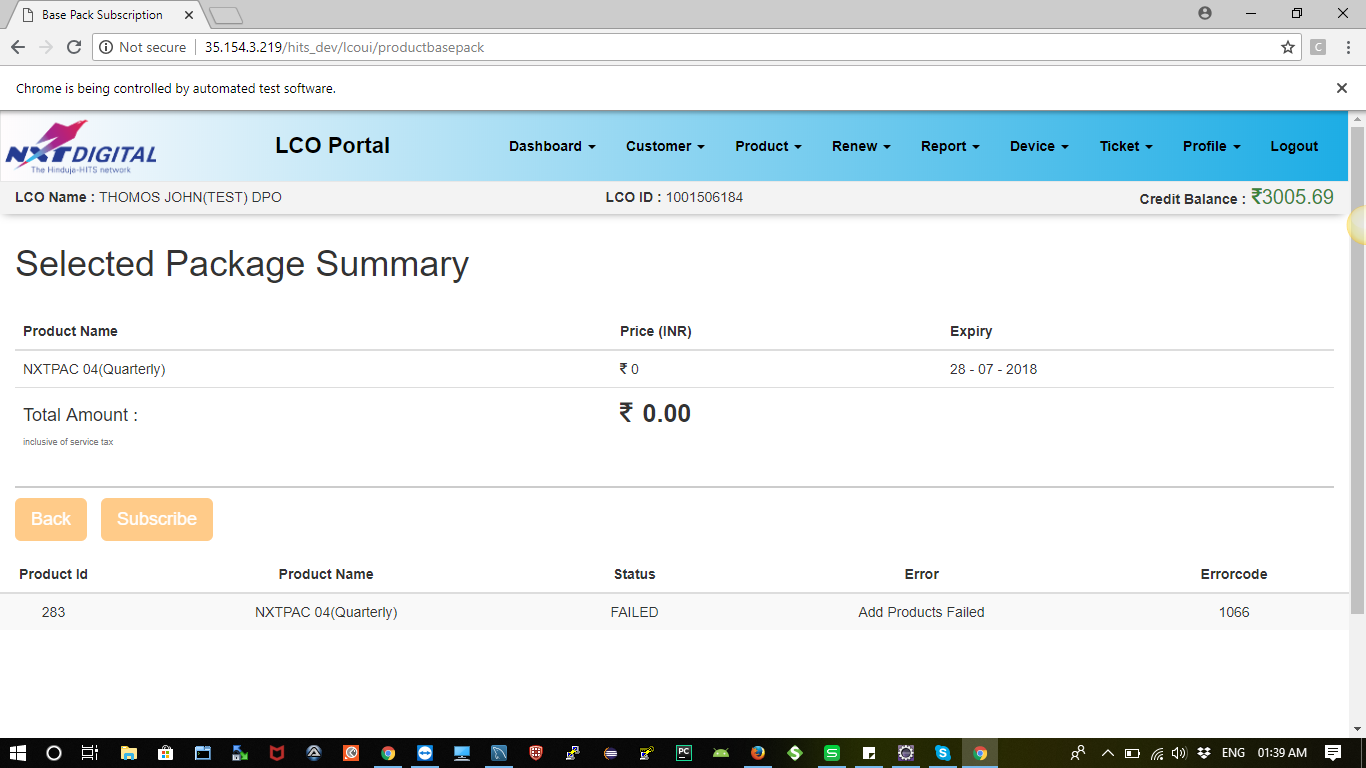 Base Pack Subscription
Not secure 35.154.3.219/hits_dev/lcoui/productbasepack
C
Chrome is being controlled by automated test software.
NXT DIGITAL
The Hinduja-HITS network
LCO Portal
Dashboard Customer Product Renew Report Device Ticket Profile Logout
LCO Name : THOMOS JOHN(TEST) DPO LCO ID : 1001506184 Credit Balance : ₹3005.69
Selected Package Summary
Product Name Price (INR) Expiry
NXTPAC 04(Quarterly) ₹ 0 28 - 07 - 2018
Total Amount : ₹ 0.00
inclusive of service tax
Back Subscribe
Product Id Product Name Status Error Errorcode
283 NXTPAC 04(Quarterly) FAILED Add Products Failed 1066
PC S S ENG 01:39 AM